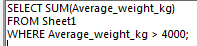 SELECT SUM(Average_weight_kg)
FROM Sheet1
WHERE Average_weight_kg > 4000;